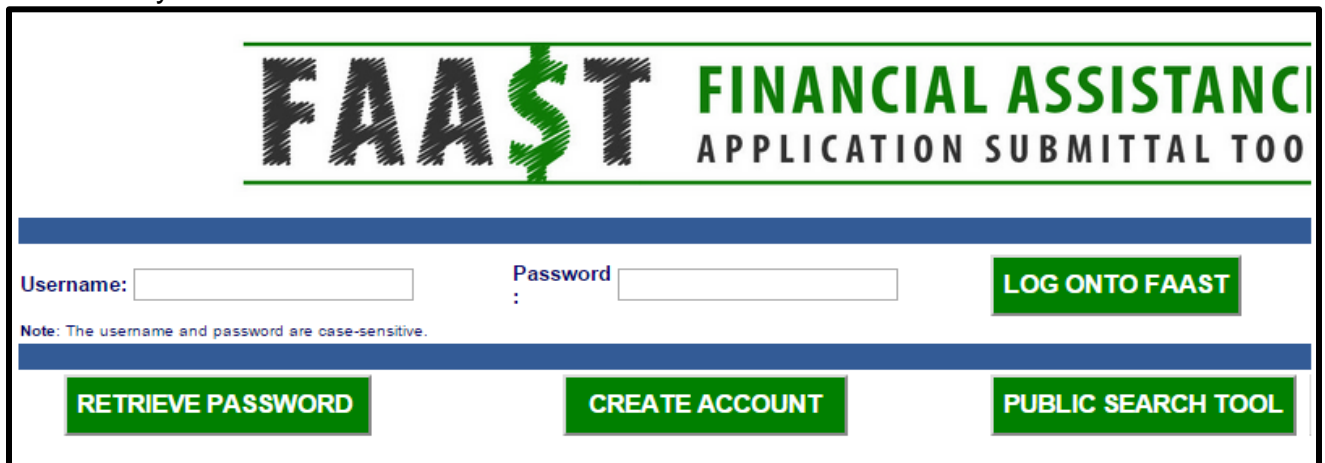 FAA$T FINANCIAL ASSISTANC
APPLICATION SUBMITTAL TOO
Username:
Password
:
LOG ONTO FAAST
Note: The username and password are case-sensitive.
RETRIEVE PASSWORD
CREATE ACCOUNT
PUBLIC SEARCH TOOL